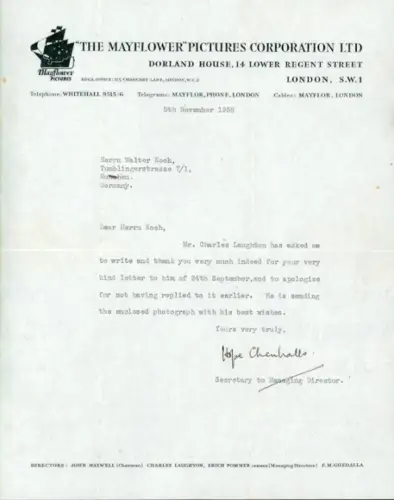 Mayflower
PICTURES
"THE MAYFLOWER" PICTURES CORPORATION LTD
DORLAND HOUSE, 14 LOWER REGENT STREET
LONDON, S.W.1
Telephone: WHITEHALL 9315/6 Telegrams: MAYFLOR, PHONE, LONDON Cables: MAYFLOR, LONDON
5th November 1938
Herrn Walter Koch,
Tumblingerstrasse 7/1,
Germany.
Dear Herrn Koch,
Mr. Charles Laughton has asked me
to write and thank you very much indeed for your very
kind letter to him of 24th September, and to apologise
for not having replied to it earlier. He is sending
the enclosed photograph with his best wishes.
Yours very truly,
Hope Chenhalls.
Secretary to Managing Director.
DIRECTORS: JOHN MAXWELL (Chairman) CHARLES LAUGHTON, ERICH POMMER (Managing Directors) P. M. GUEDALLA